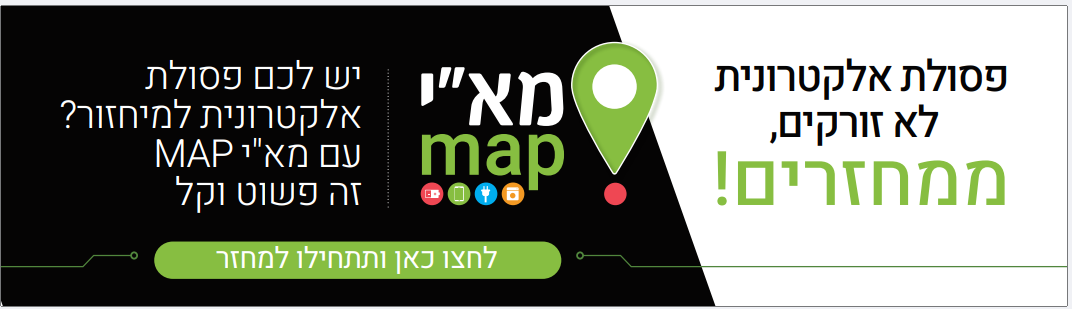 פסולת אלקטרונית
לא זורקים,
ממחזרים!
מא"י
map
יש לכם פסולת
אלקטרונית למיחזור?
עם מא"י MAP
זה פשוט וקל
לחצו כאן ותתחילו למחזר